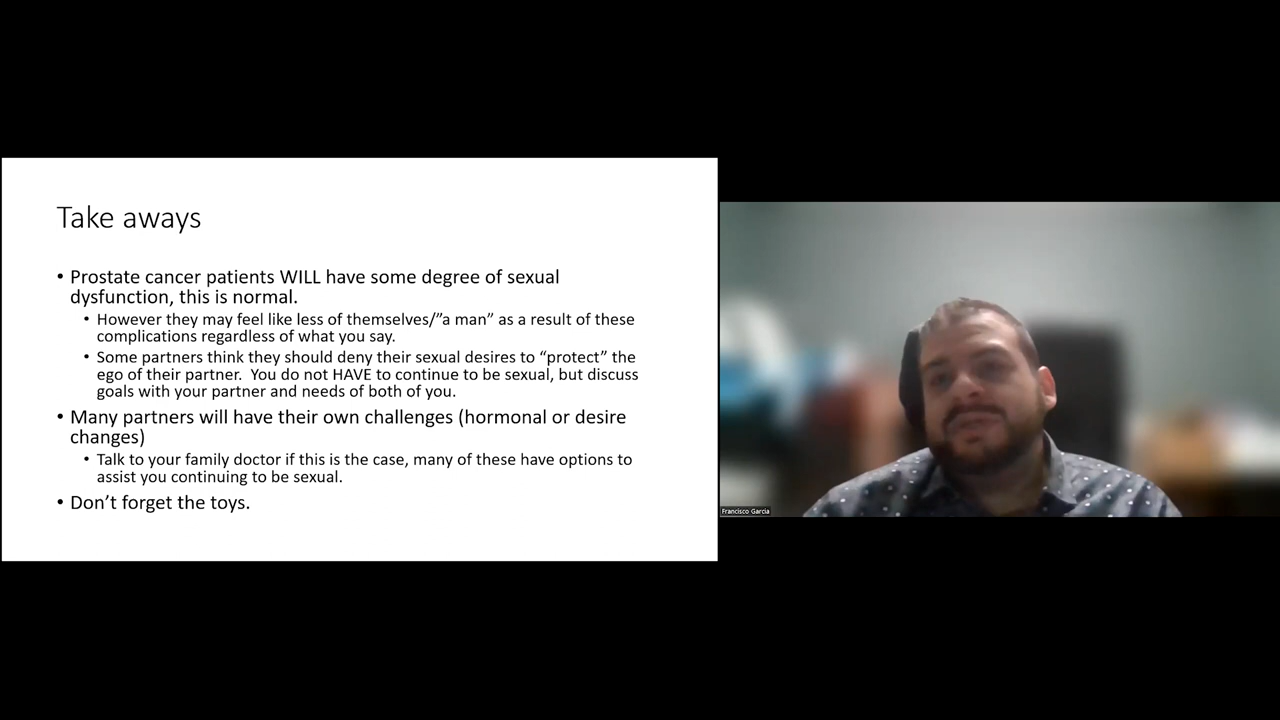 Take aways
• Prostate cancer patients WILL have some degree of sexual
dysfunction, this is normal.
• However they may feel like less of themselves/”a man” as a result of these
complications regardless of what you say.
• Some partners think they should deny their sexual desires to “protect” the
ego of their partner.  You do not HAVE to continue to be sexual, but discuss
goals with your partner and needs of both of you.
• Many partners will have their own challenges (hormonal or desire
changes)
• Talk to your family doctor if this is the case, many of these have options to
assist you continuing to be sexual.
• Don’t forget the toys.
Francisco Garcia